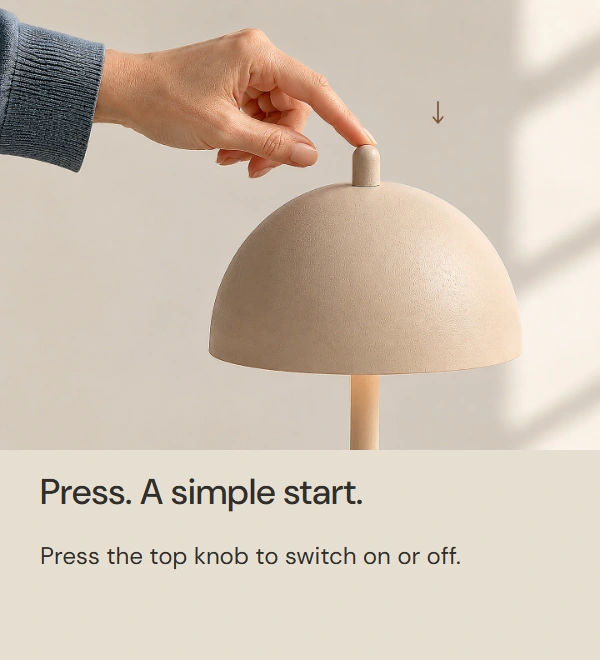 Press. A simple start.
Press the top knob to switch on or off.